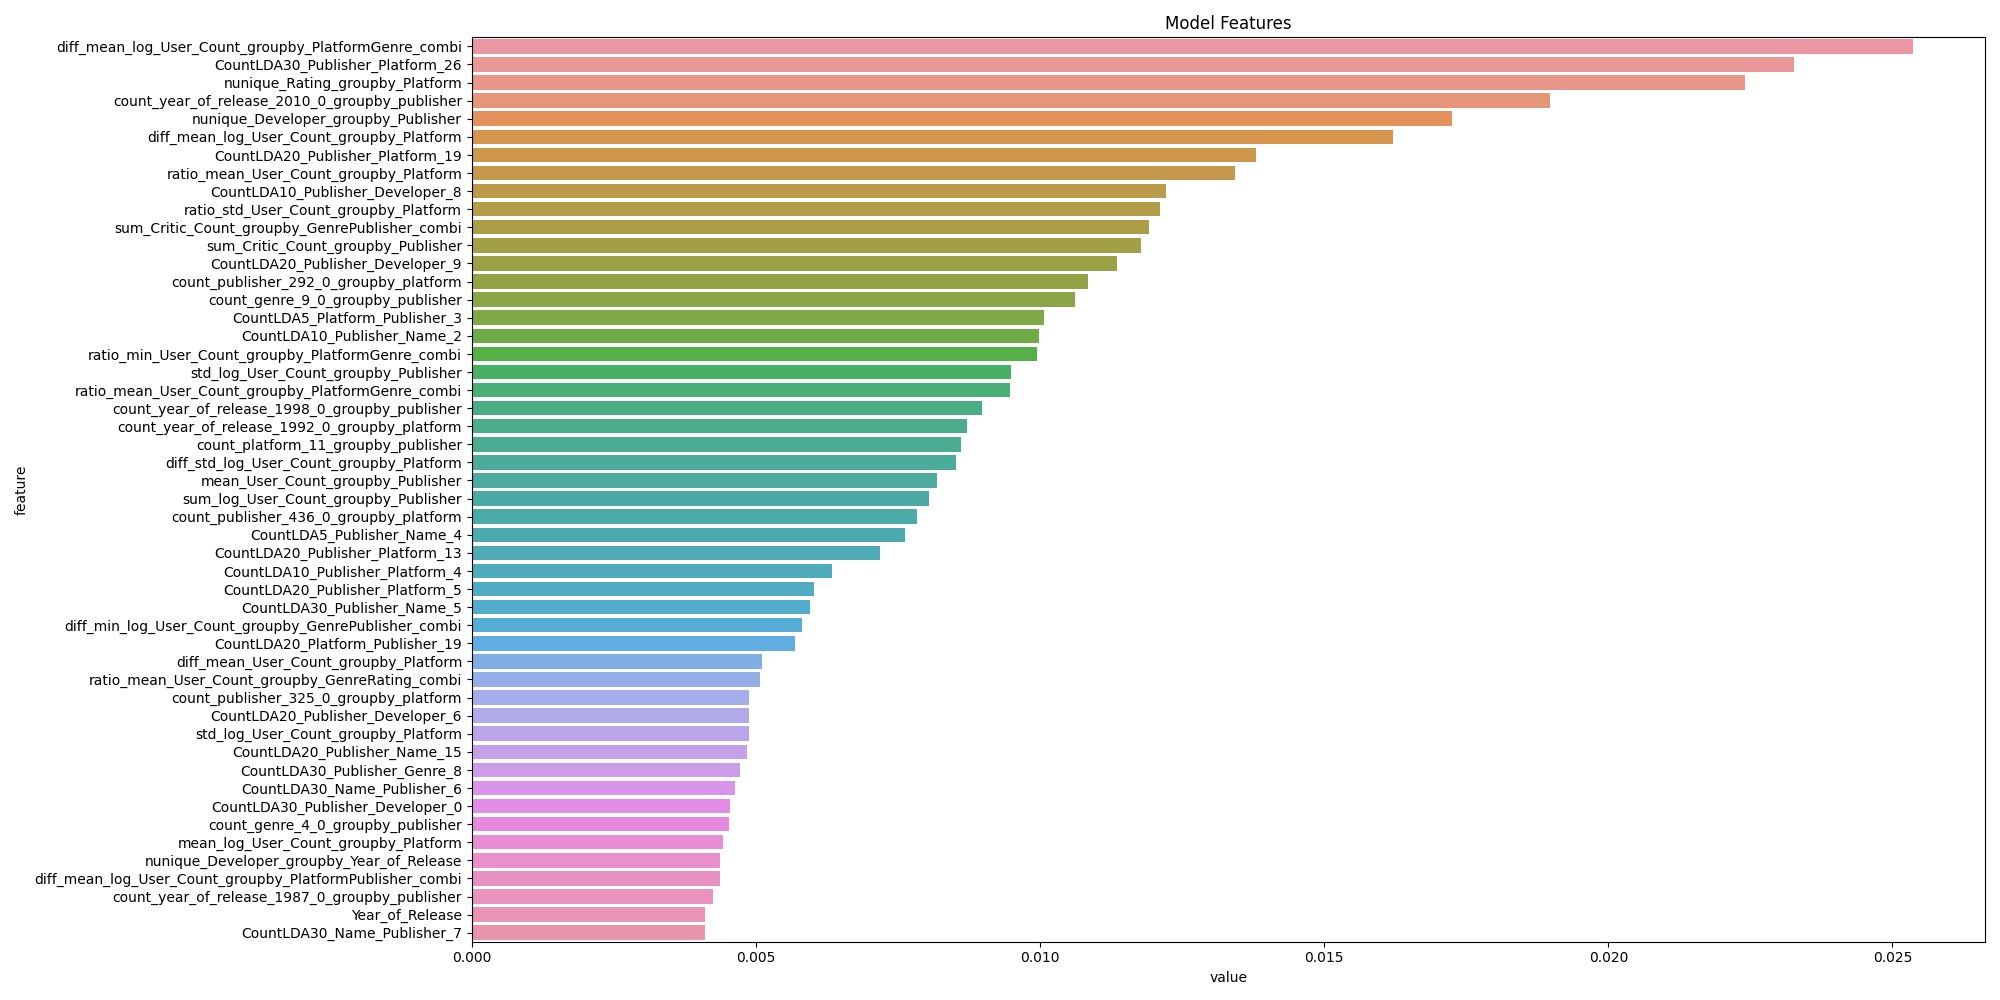 Model Features
diff_mean_log_User_Count_groupby_PlatformGenre_combi
CountLDA30_Publisher_Platform_26
nunique_Rating_groupby_Platform
count_year_of_release_2010_0_groupby_publisher
nunique_Developer_groupby_Publisher
diff_mean_log_User_Count_groupby_Platform
CountLDA20_Publisher_Platform_19
ratio_mean_User_Count_groupby_Platform
CountLDA10_Publisher_Developer_8
ratio_std_User_Count_groupby_Platform
sum_Critic_Count_groupby_GenrePublisher_combi
sum_Critic_Count_groupby_Publisher
CountLDA20_Publisher_Developer_9
count_publisher_292_0_groupby_platform
count_genre_9_0_groupby_publisher
CountLDA5_Platform_Publisher_3
CountLDA10_Publisher_Name_2
ratio_min_User_Count_groupby_PlatformGenre_combi
std_log_User_Count_groupby_Publisher
ratio_mean_User_Count_groupby_PlatformGenre_combi
count_year_of_release_1998_0_groupby_publisher
count_year_of_release_1992_0_groupby_platform
count_platform_11_groupby_publisher
diff_std_log_User_Count_groupby_Platform
mean_User_Count_groupby_Publisher
sum_log_User_Count_groupby_Publisher
count_publisher_436_0_groupby_platform
CountLDA5_Publisher_Name_4
CountLDA20_Publisher_Platform_13
CountLDA10_Publisher_Platform_4
CountLDA20_Publisher_Platform_5
CountLDA30_Publisher_Name_5
diff_min_log_User_Count_groupby_GenrePublisher_combi
CountLDA20_Platform_Publisher_19
diff_mean_User_Count_groupby_Platform
ratio_mean_User_Count_groupby_GenreRating_combi
count_publisher_325_0_groupby_platform
CountLDA20_Publisher_Developer_6
std_log_User_Count_groupby_Platform
CountLDA20_Publisher_Name_15
CountLDA30_Publisher_Genre_8
CountLDA30_Name_Publisher_6
CountLDA30_Publisher_Developer_0
count_genre_4_0_groupby_publisher
mean_log_User_Count_groupby_Platform
nunique_Developer_groupby_Year_of_Release
diff_mean_log_User_Count_groupby_PlatformPublisher_combi
count_year_of_release_1987_0_groupby_publisher
Year_of_Release
CountLDA30_Name_Publisher_7
feature
0.000 0.005 0.010 0.015 0.020 0.025
value